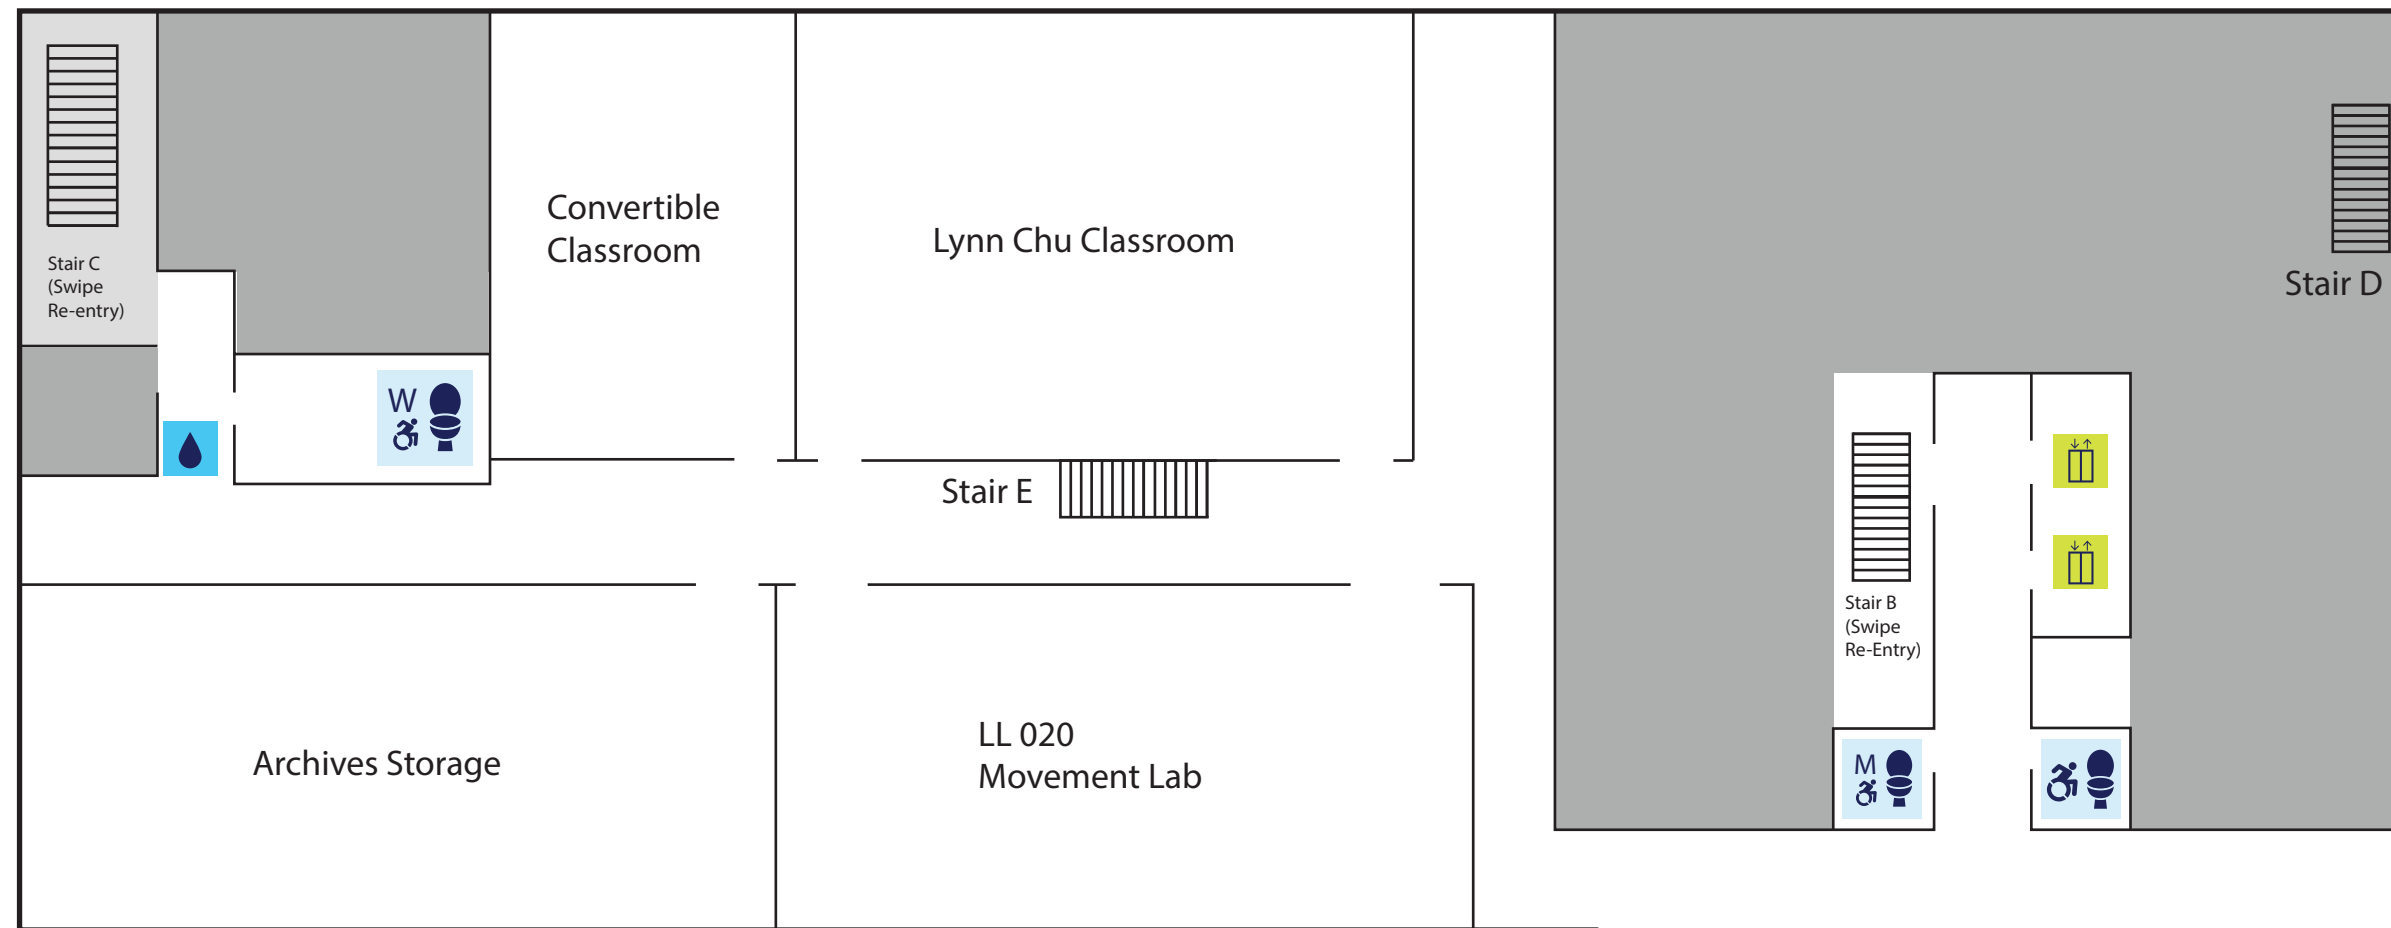 Convertible
Classroom
Lynn Chu Classroom
Stair C
(Swipe
Re-entry)
Stair D
W
Stair E
Stair B
(Swipe
Re-Entry)
Archives Storage
LL 020
Movement Lab
M